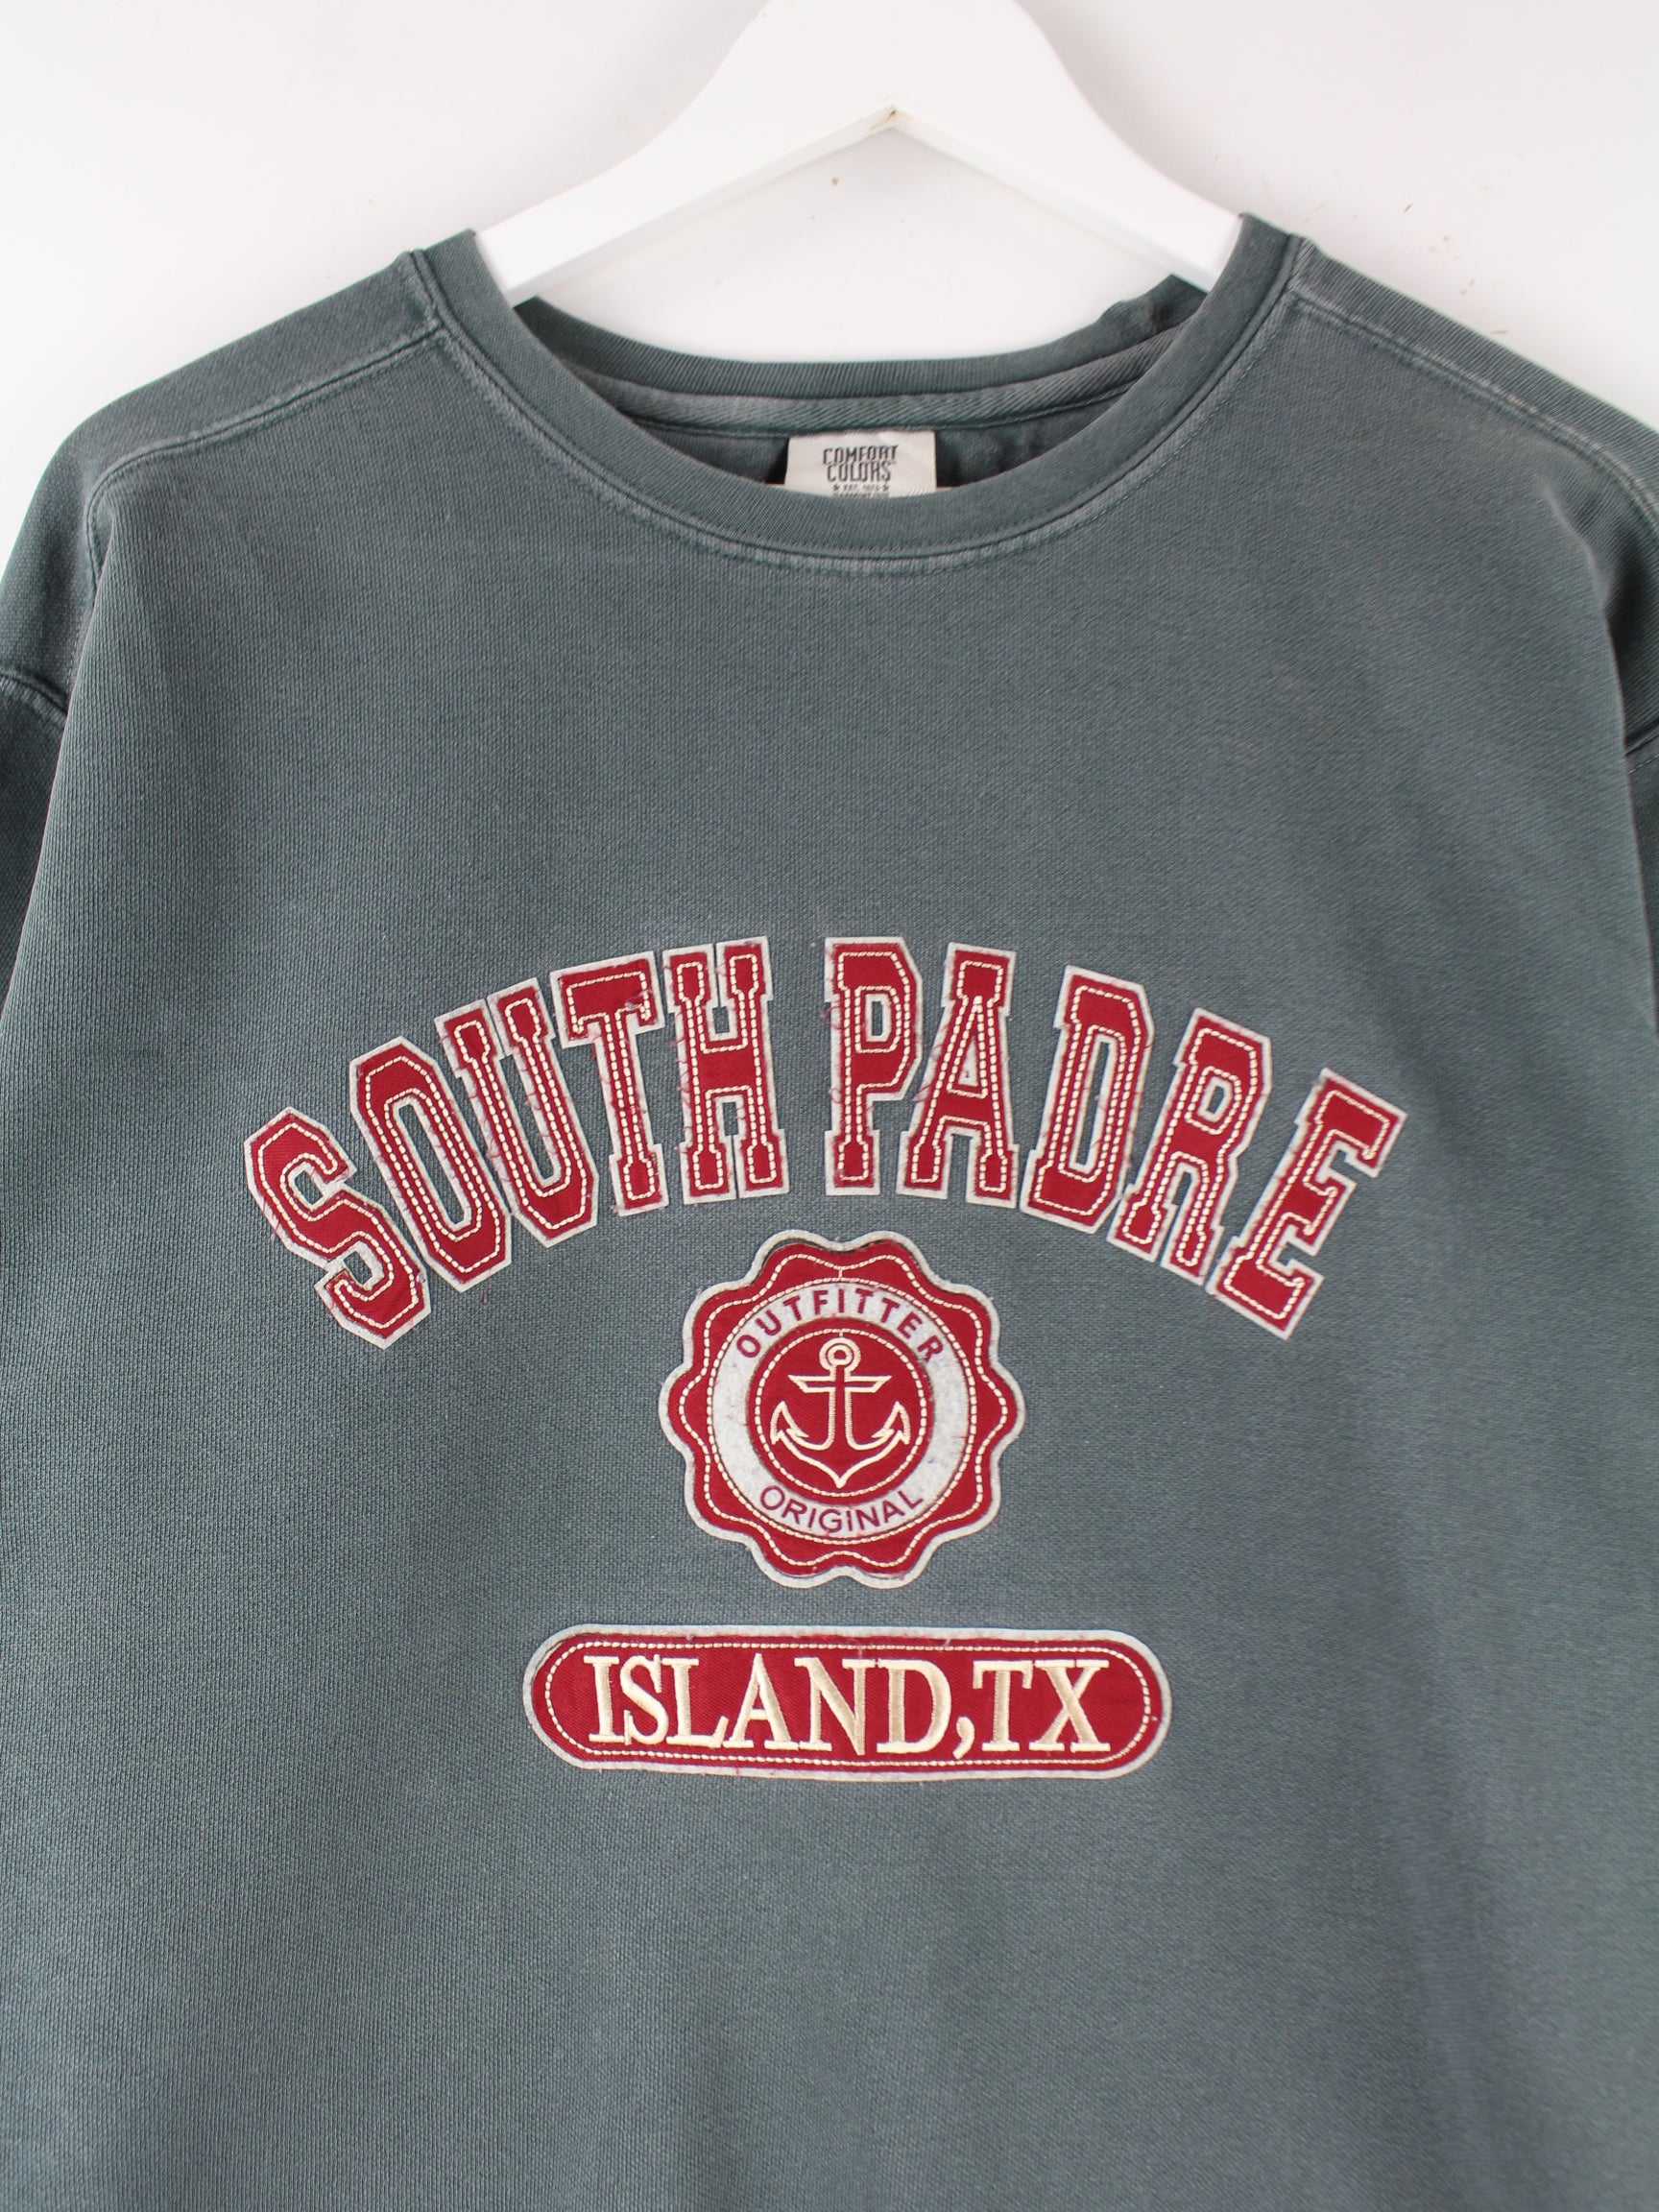 COMFORT
COLORS
SOUTH PADRE
OUTFITTER
ORIGINAL
ISLAND,TX